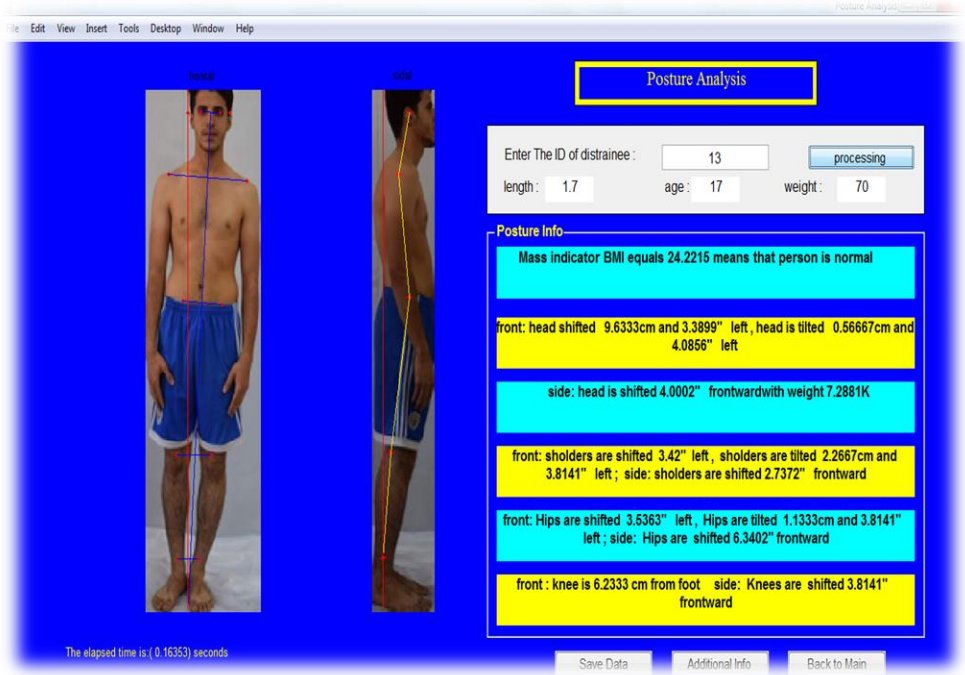 Posture Analysis
File Edit View Insert Tools Desktop Window Help
frontal
sidal
Posture Analysis
Enter The ID of distrainee : 13 processing
length : 1.7 age : 17 weight : 70
Posture Info
Mass indicator BMI equals 24.2215 means that person is normal
front: head shifted 9.6333cm and 3.3899" left , head is tilted 0.56667cm and
4.0856" left
side: head is shifted 4.0002" frontwardwith weight 7.2881K
front: sholders are shifted 3.42" left , sholders are tilted 2.2667cm and
3.8141" left ; side: sholders are shifted 2.7372" frontward
front: Hips are shifted 3.5363" left , Hips are tilted 1.1333cm and 3.8141"
left ; side: Hips are shifted 6.3402" frontward
front : knee is 6.2333 cm from foot side: Knees are shifted 3.8141"
frontward
The elapsed time is:( 0.16353) seconds
Save Data Additional Info Back to Main